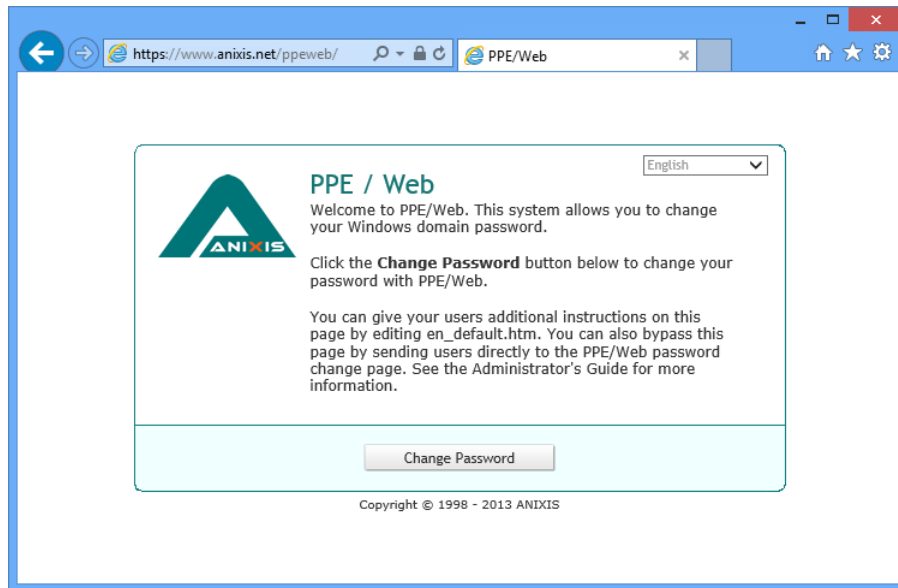 https://www.anixis.net/ppeweb/
PPE/Web
English
PPE / Web
Welcome to PPE/Web. This system allows you to change
your Windows domain password.
Click the Change Password button below to change your
password with PPE/Web.
You can give your users additional instructions on this
page by editing en_default.htm. You can also bypass this
page by sending users directly to the PPE/Web password
change page. See the Administrator's Guide for more
information.
ANIXIS
Change Password
Copyright © 1998 - 2013 ANIXIS